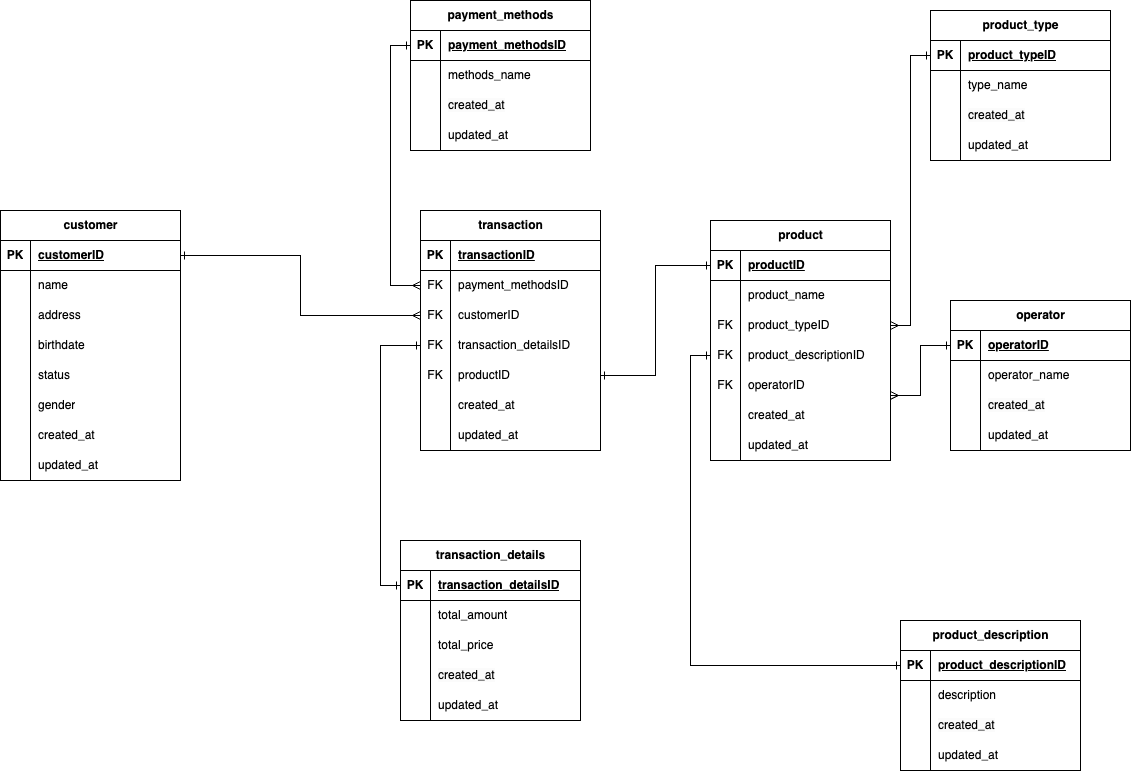 payment_methods
PK payment_methodsID
methods_name
created_at
updated_at
product_type
PK product_typeID
type_name
created_at
updated_at
customer
PK customerID
name
address
birthdate
status
gender
created_at
updated_at
transaction
PK transactionID
FK payment_methodsID
FK customerID
FK transaction_detailsID
FK productID
created_at
updated_at
product
PK productID
product_name
FK product_typeID
FK product_descriptionID
FK operatorID
created_at
updated_at
operator
PK operatorID
operator_name
created_at
updated_at
transaction_details
PK transaction_detailsID
total_amount
total_price
created_at
updated_at
product_description
PK product_descriptionID
description
created_at
updated_at